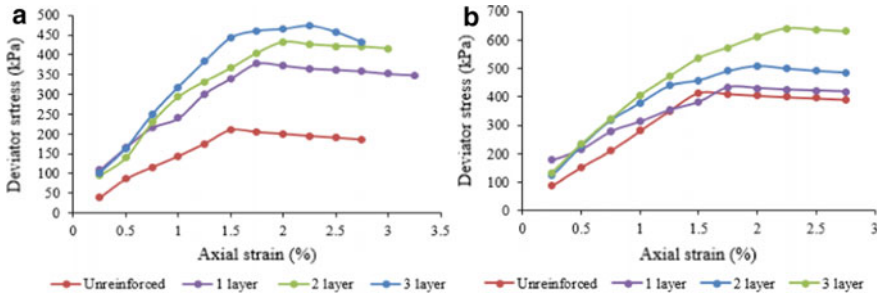 a
500
450
400
350
300
250
200
150
100
50
0
Deviator srtress (kPa)
0 0.5 1 1.5 2 2.5 3 3.5
Axial strain (%)
Unreinforced 1 layer 2 layer 3 layer
b
700
600
500
400
300
200
100
0
Deviator stress (kPa)
0 0.5 1 1.5 2 2.5 3
Axial strain (%)
Unreinforced 1 layer 2 layer 3 layer